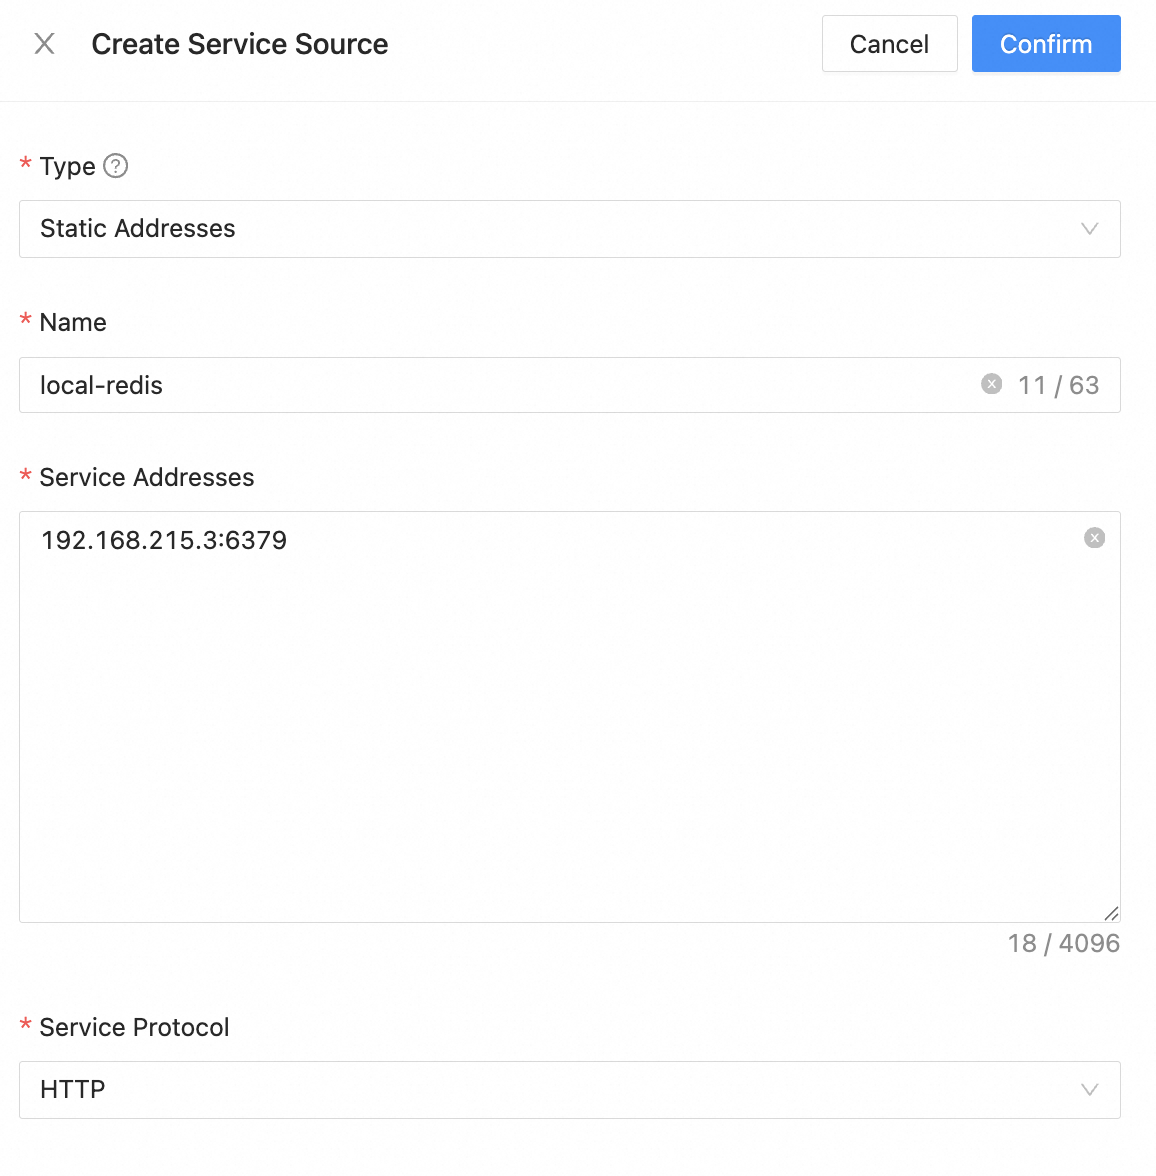 Create Service Source
Cancel
Confirm
* Type
Static Addresses
* Name
local-redis
11 / 63
* Service Addresses
192.168.215.3:6379
18 / 4096
* Service Protocol
HTTP